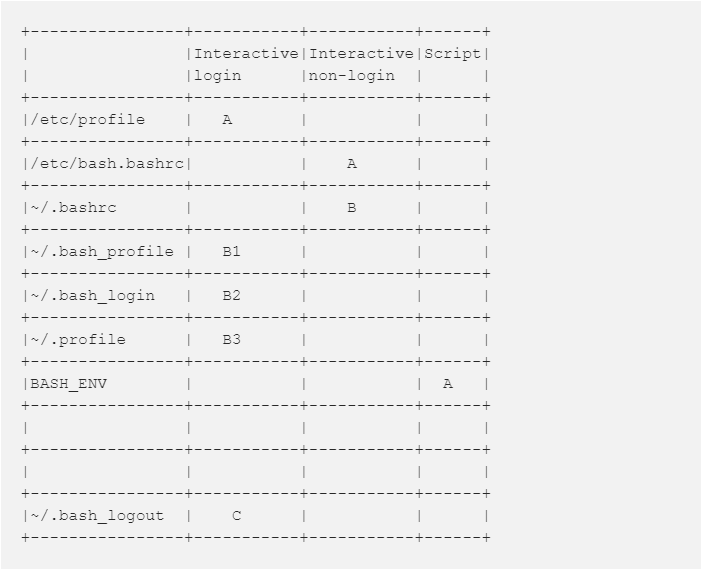 +----------------+-----------+-----------+------+
|                |Interactive|Interactive|Script|
|                |login      |non-login  |      |
+----------------+-----------+-----------+------+
|/etc/profile    |   A       |           |      |
+----------------+-----------+-----------+------+
|/etc/bash.bashrc|           |    A      |      |
+----------------+-----------+-----------+------+
|~/.bashrc       |           |    B      |      |
+----------------+-----------+-----------+------+
|~/.bash_profile |   B1      |           |      |
+----------------+-----------+-----------+------+
|~/.bash_login   |   B2      |           |      |
+----------------+-----------+-----------+------+
|~/.profile      |   B3      |           |      |
+----------------+-----------+-----------+------+
|BASH_ENV        |           |           |  A   |
+----------------+-----------+-----------+------+
|                |           |           |      |
+----------------+-----------+-----------+------+
|                |           |           |      |
+----------------+-----------+-----------+------+
|~/.bash_logout  |    C      |           |      |
+----------------+-----------+-----------+------+